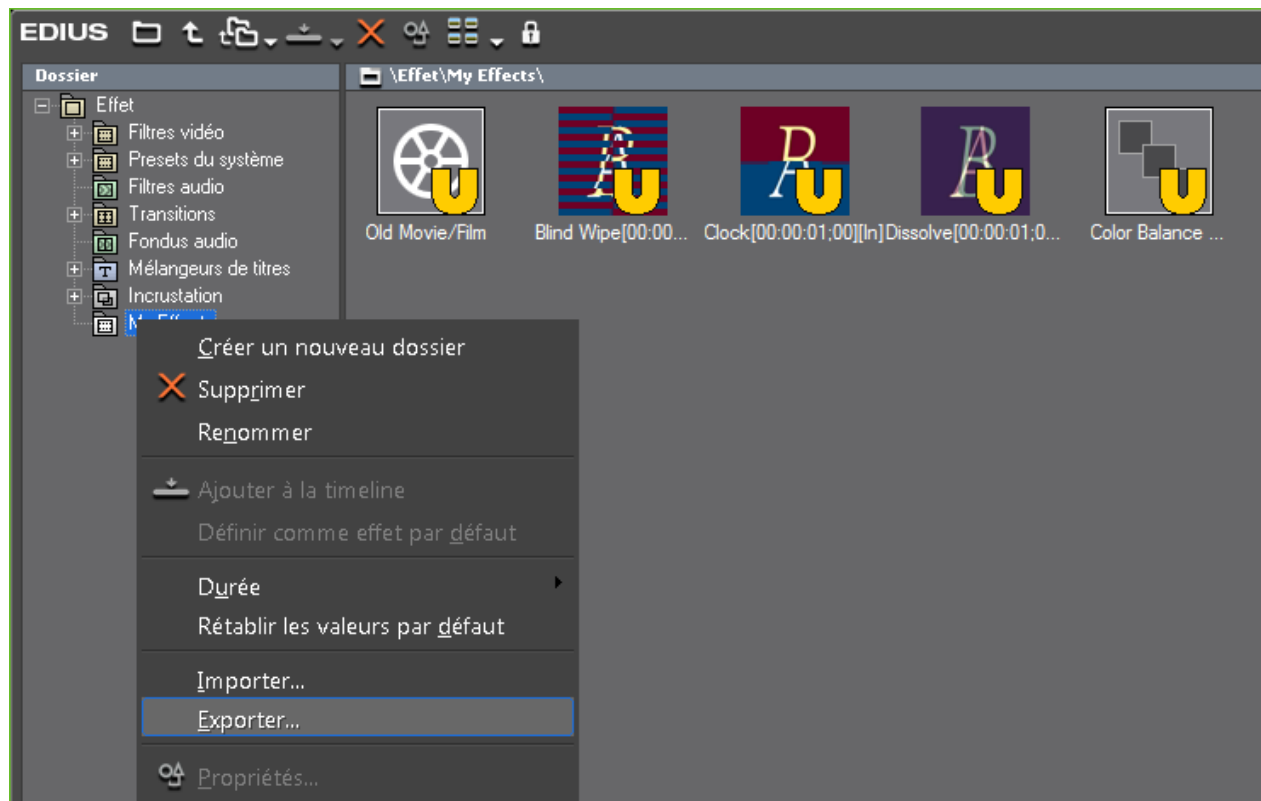 EDIUS
Dossier
\Effet\My Effects\
Effet
Filtres vidéo
Presets du système
Filtres audio
Transitions
Fondus audio
Mélangeurs de titres
Incrustation
Old Movie/Film
Blind Wipe[00:00...
Clock[00:00:01;00][In]
Dissolve[00:00:01;0...
Color Balance ...
Créer un nouveau dossier
Supprimer
Renommer
Ajouter à la timeline
Définir comme effet par défaut
Durée
Rétablir les valeurs par défaut
Importer...
Exporter...
Propriétés...